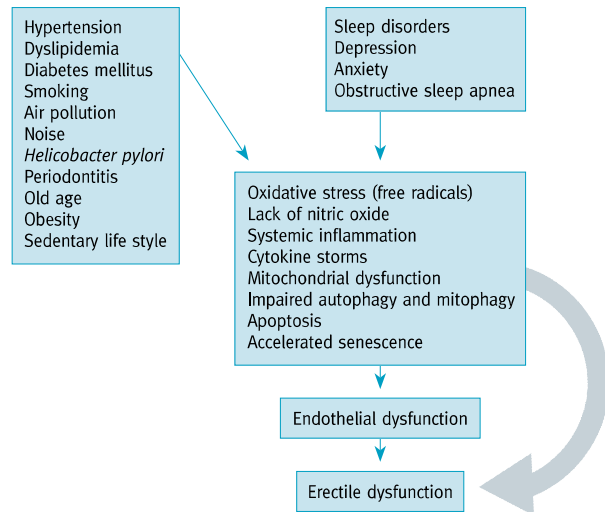 Hypertension
Dyslipidemia
Diabetes mellitus
Smoking
Air pollution
Noise
Helicobacter pylori
Periodontitis
Old age
Obesity
Sedentary life style
Sleep disorders
Depression
Anxiety
Obstructive sleep apnea
Oxidative stress (free radicals)
Lack of nitric oxide
Systemic inflammation
Cytokine storms
Mitochondrial dysfunction
Impaired autophagy and mitophagy
Apoptosis
Accelerated senescence
Endothelial dysfunction
Erectile dysfunction